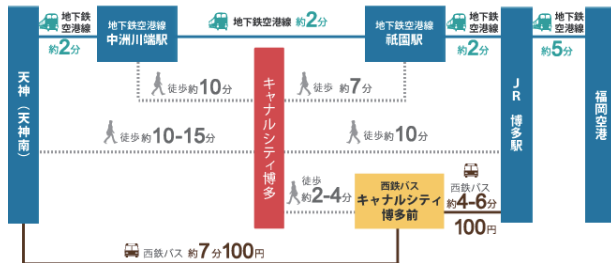 地下鉄
空港線
約2分
地下鉄空港線
中洲川端駅
地下鉄空港線 約2分
地下鉄空港線
祇園駅
地下鉄
空港線
約2分
地下鉄
空港線
約5分
天神（天神南）
キャナルシティ博多
JR 博多駅
福岡空港
徒歩約10分
徒歩 約7分
徒歩約10-15分
徒歩約10分
徒歩
約2-4分
西鉄バス
キャナルシティ
博多前
西鉄バス
約4-6分
100円
西鉄バス 約7分100円